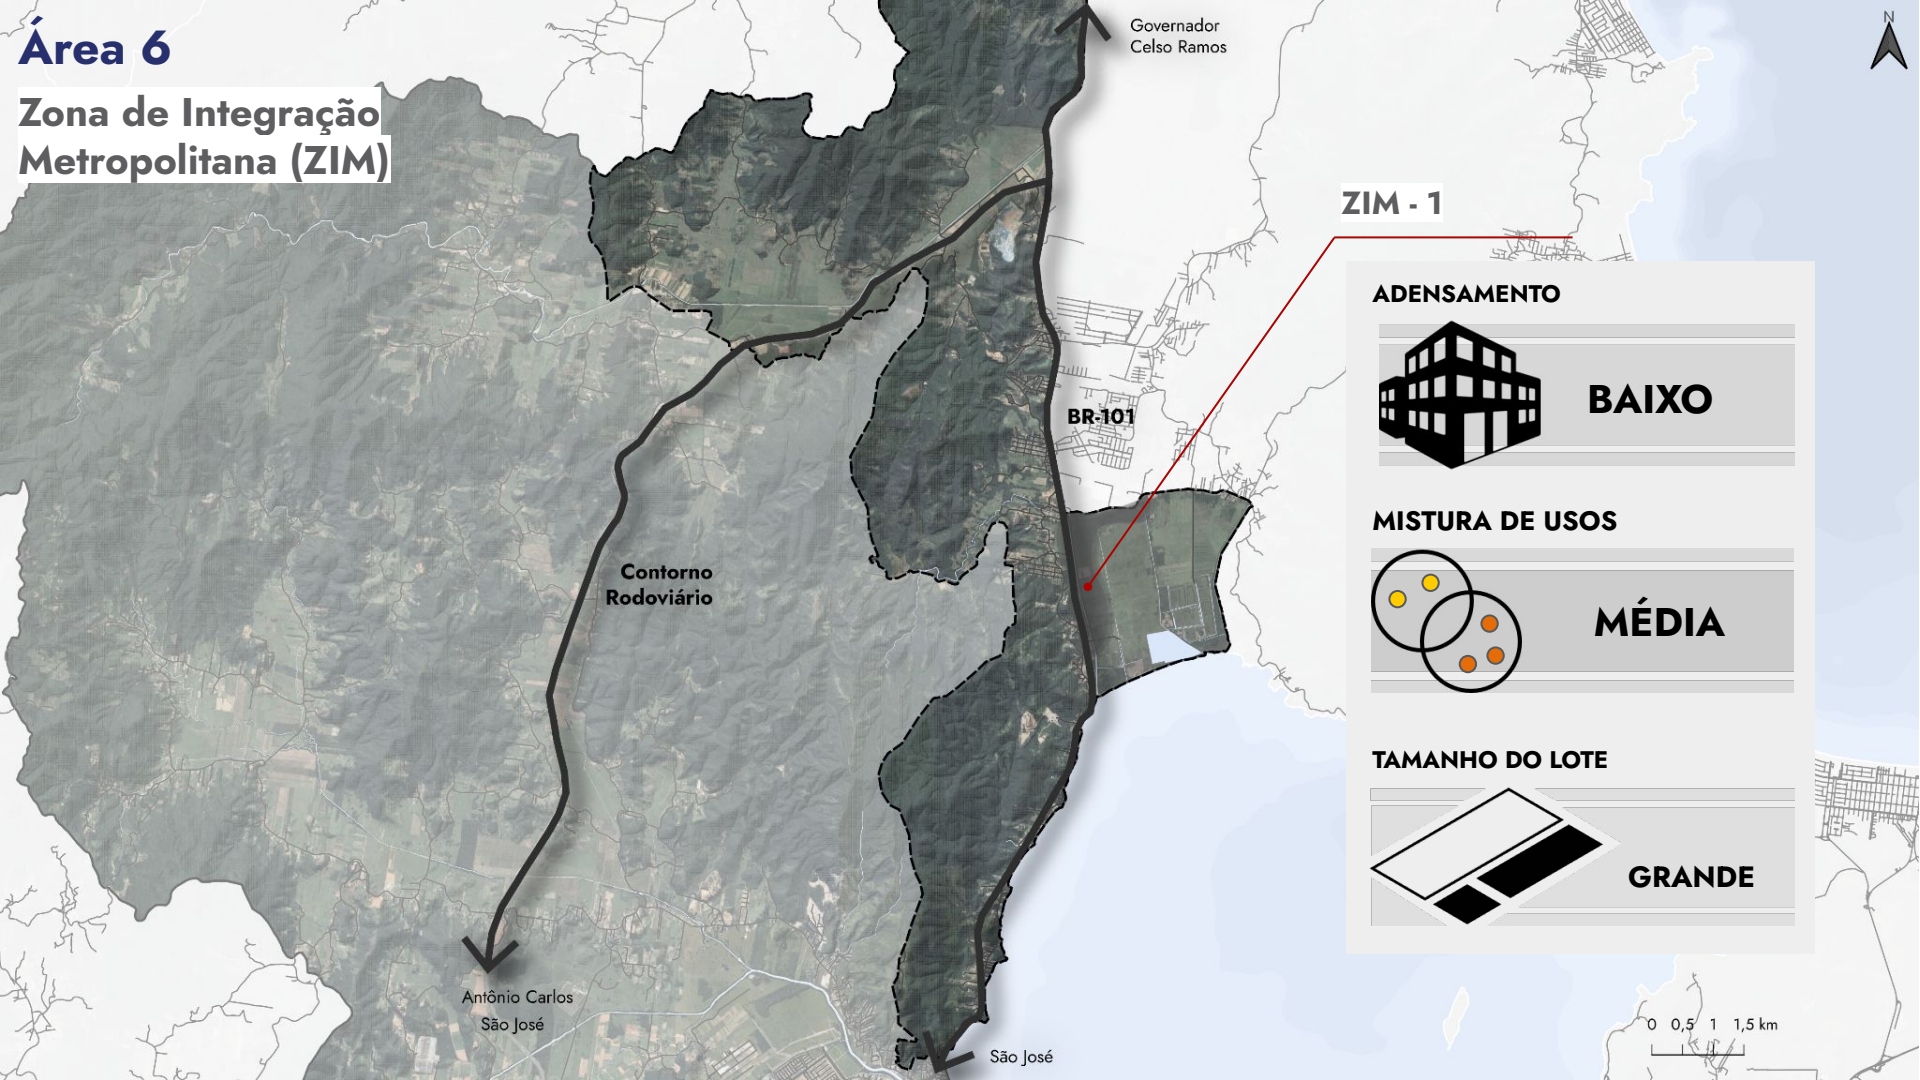 Área 6
Zona de Integração
Metropolitana (ZIM)
Governador
Celso Ramos
N
ZIM - 1
ADENSAMENTO
BAIXO
BR-101
MISTURA DE USOS
MÉDIA
Contorno
Rodoviário
TAMANHO DO LOTE
GRANDE
Antônio Carlos
São José
São José
0 0,5 1 1,5 km